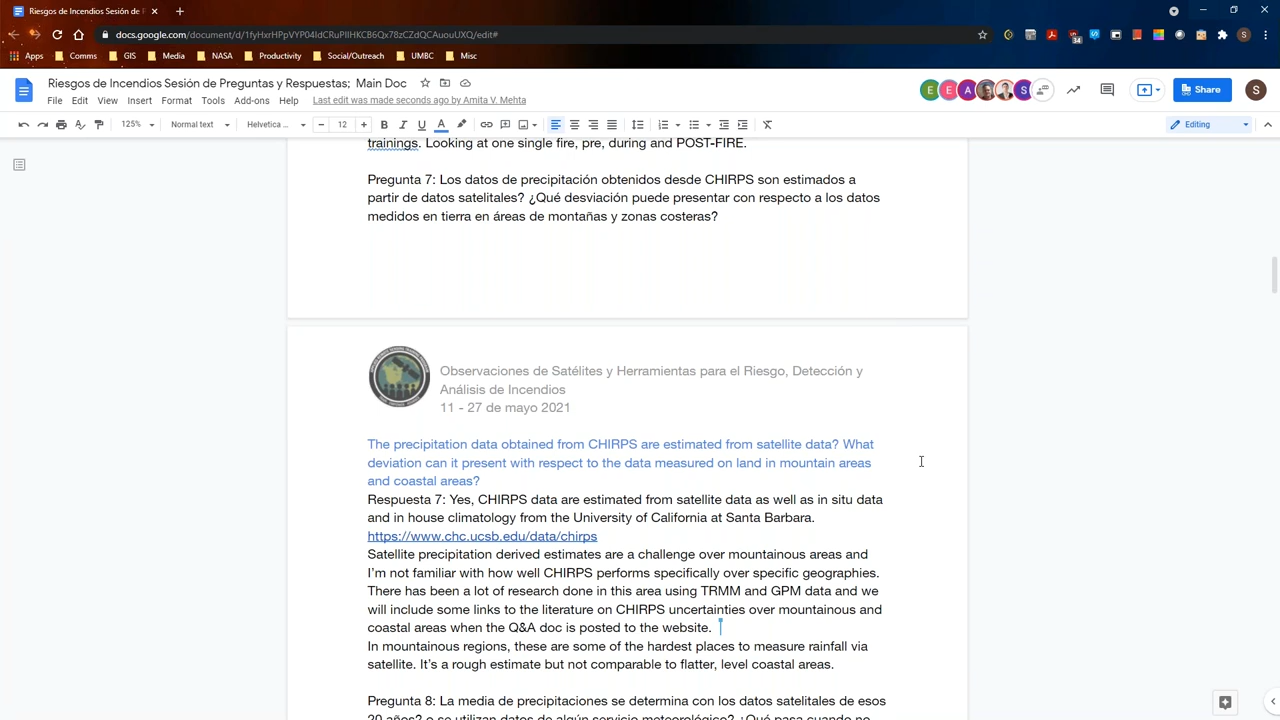 Riesgos de Incendios Sesión de P
docs.google.com/document/d/1fyHxrHPpVYP04IdCRuPIIHKCB6Qx78zCZdQCAuouUXQ/edit#
Apps Comms GIS Media NASA Productivity Social/Outreach UMBC Misc
Riesgos de Incendios Sesión de Preguntas y Respuestas; Main Doc
File Edit View Insert Format Tools Add-ons Help Last edit was made seconds ago by Amita V. Mehta
E E A S Share S
125% Normal text Helvetica ... 12 B I U A Editing
trainings. Looking at one single fire, pre, during and POST-FIRE.
Pregunta 7: Los datos de precipitación obtenidos desde CHIRPS son estimados a
partir de datos satelitales? ¿Qué desviación puede presentar con respecto a los datos
medidos en tierra en áreas de montañas y zonas costeras?
Observaciones de Satélites y Herramientas para el Riesgo, Detección y
Análisis de Incendios
11 - 27 de mayo 2021
The precipitation data obtained from CHIRPS are estimated from satellite data? What
deviation can it present with respect to the data measured on land in mountain areas
and coastal areas?
Respuesta 7: Yes, CHIRPS data are estimated from satellite data as well as in situ data
and in house climatology from the University of California at Santa Barbara.
https://www.chc.ucsb.edu/data/chirps
Satellite precipitation derived estimates are a challenge over mountainous areas and
I'm not familiar with how well CHIRPS performs specifically over specific geographies.
There has been a lot of research done in this area using TRMM and GPM data and we
will include some links to the literature on CHIRPS uncertainties over mountainous and
coastal areas when the Q&A doc is posted to the website.
In mountainous regions, these are some of the hardest places to measure rainfall via
satellite. It's a rough estimate but not comparable to flatter, level coastal areas.
Pregunta 8: La media de precipitaciones se determina con los datos satelitales de esos
20 años? o se utilizan datos de algún servicio meteorológico? ¿Qué pasa cuando no